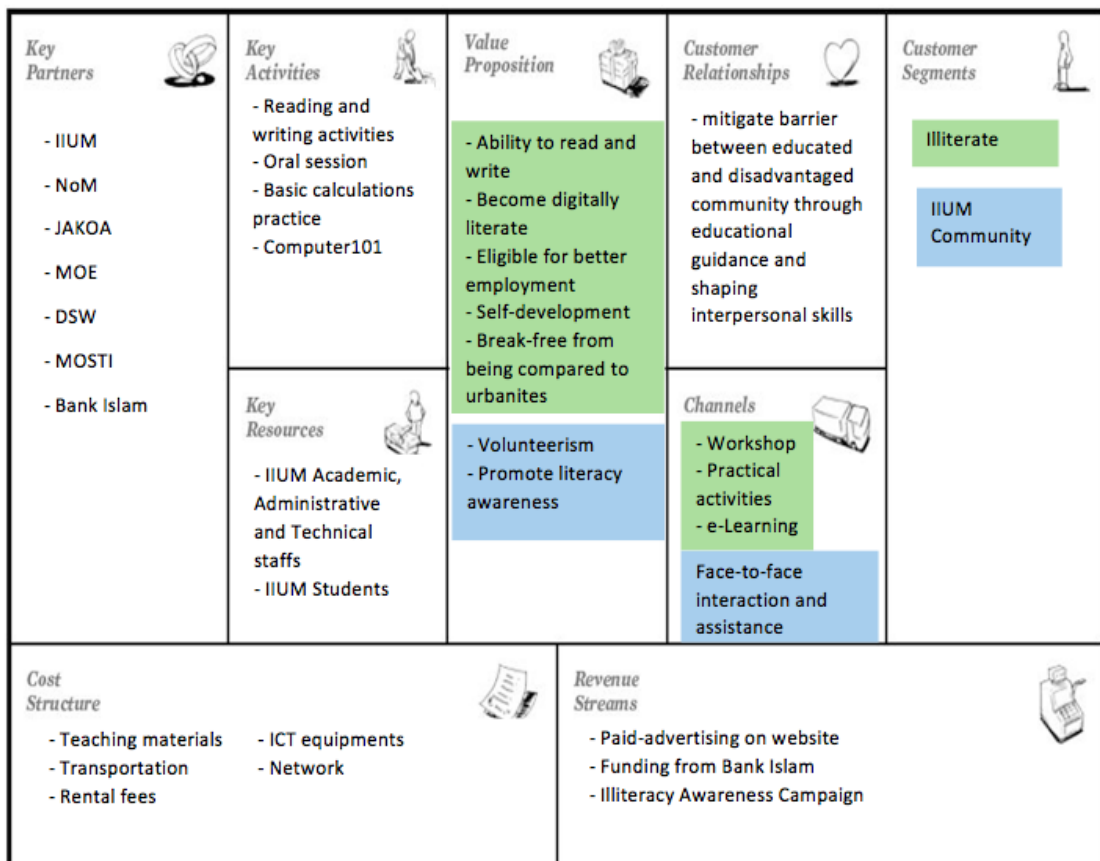 Key
Partners
- IIUM
- NoM
- JAKOA
- MOE
- DSW
- MOSTI
- Bank Islam
Key
Activities
- Reading and
writing activities
- Oral session
- Basic calculations
practice
- Computer101
Key
Resources
- IIUM Academic,
Administrative
and Technical
staffs
- IIUM Students
Value
Proposition
- Ability to read and
write
- Become digitally
literate
- Eligible for better
employment
- Self-development
- Break-free from
being compared to
urbanites
- Volunteerism
- Promote literacy
awareness
Customer
Relationships
- mitigate barrier
between educated
and disadvantaged
community through
educational
guidance and
shaping
interpersonal skills
Channels
- Workshop
- Practical
activities
- e-Learning
Face-to-face
interaction and
assistance
Customer
Segments
Illiterate
IIUM
Community
Cost
Structure
- Teaching materials
- Transportation
- Rental fees
- ICT equipments
- Network
Revenue
Streams
- Paid-advertising on website
- Funding from Bank Islam
- Illiteracy Awareness Campaign